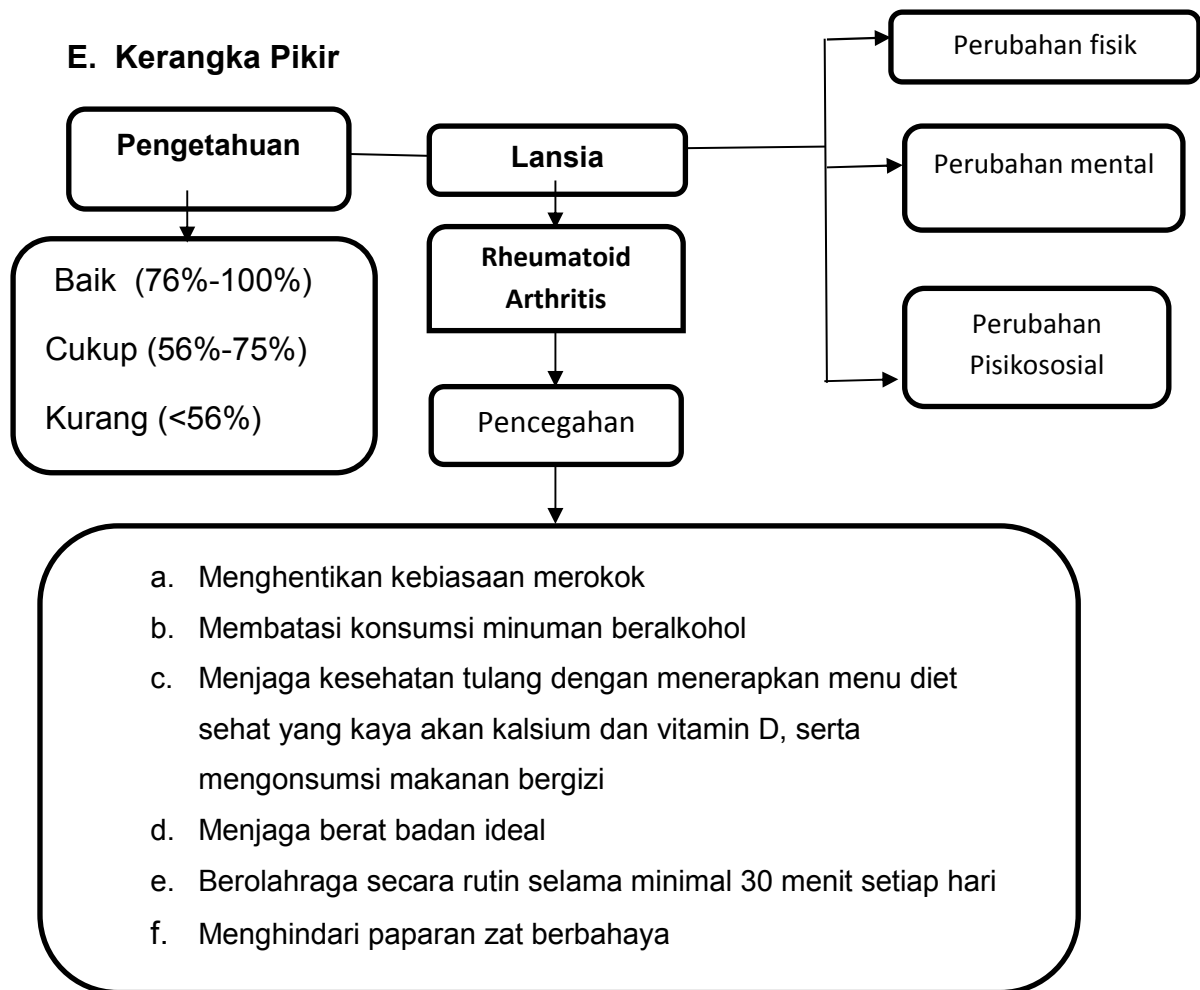 E. Kerangka Pikir
Perubahan fisik
Pengetahuan
Lansia
Perubahan mental
Baik (76%-100%)
Cukup (56%-75%)
Kurang (<56%)
Rheumatoid
Arthritis
Perubahan
Pisikososial
Pencegahan
a. Menghentikan kebiasaan merokok
b. Membatasi konsumsi minuman beralkohol
c. Menjaga kesehatan tulang dengan menerapkan menu diet
sehat yang kaya akan kalsium dan vitamin D, serta
mengonsumsi makanan bergizi
d. Menjaga berat badan ideal
e. Berolahraga secara rutin selama minimal 30 menit setiap hari
f. Menghindari paparan zat berbahaya